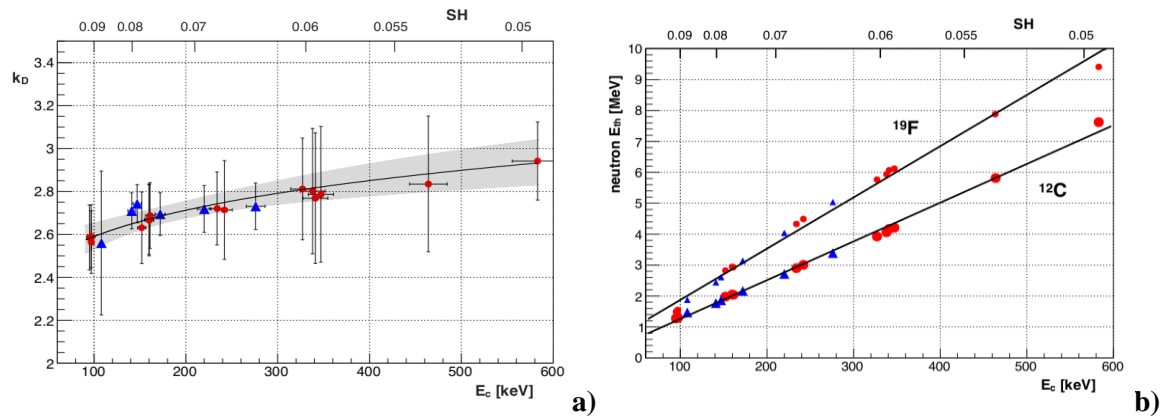 SH
0.09 0.08 0.07 0.06 0.055 0.05
k_D
3.4
3.2
3
2.8
2.6
2.4
2.2
2
100 200 300 400 500 600
E_c [keV]
a)
SH
0.09 0.08 0.07 0.06 0.055 0.05
neutron E_th [MeV]
10
9
8
7
6
5
4
3
2
1
0
¹⁹F
¹²C
100 200 300 400 500 600
E_c [keV]
b)